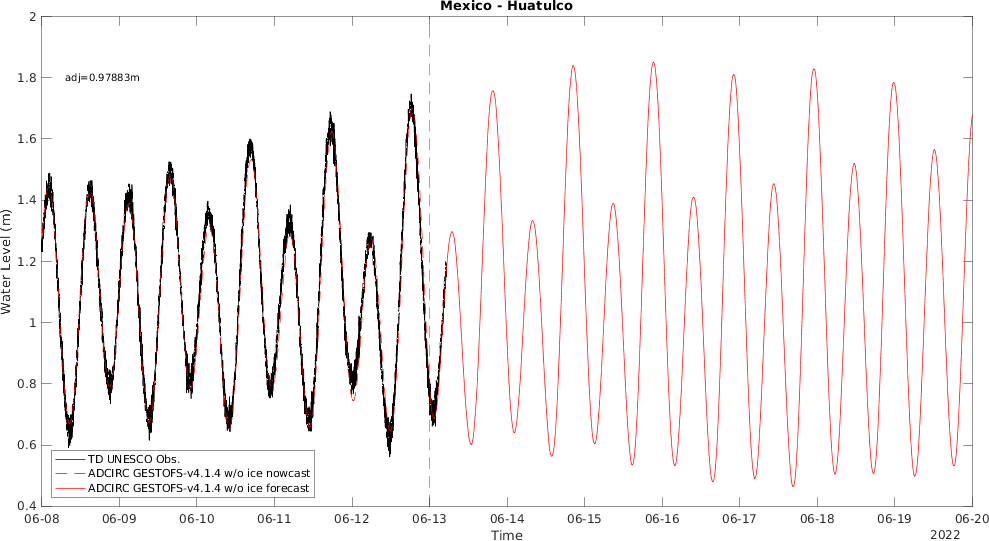 Mexico - Huatulco
2
1.8
1.6
1.4
1.2
1
0.8
0.6
0.4
Water Level (m)
adj=0.97883m
TD UNESCO Obs.
ADCIRC GESTOFS-v4.1.4 w/o ice nowcast
ADCIRC GESTOFS-v4.1.4 w/o ice forecast
06-08 06-09 06-10 06-11 06-12 06-13 06-14 06-15 06-16 06-17 06-18 06-19 06-20
Time
2022